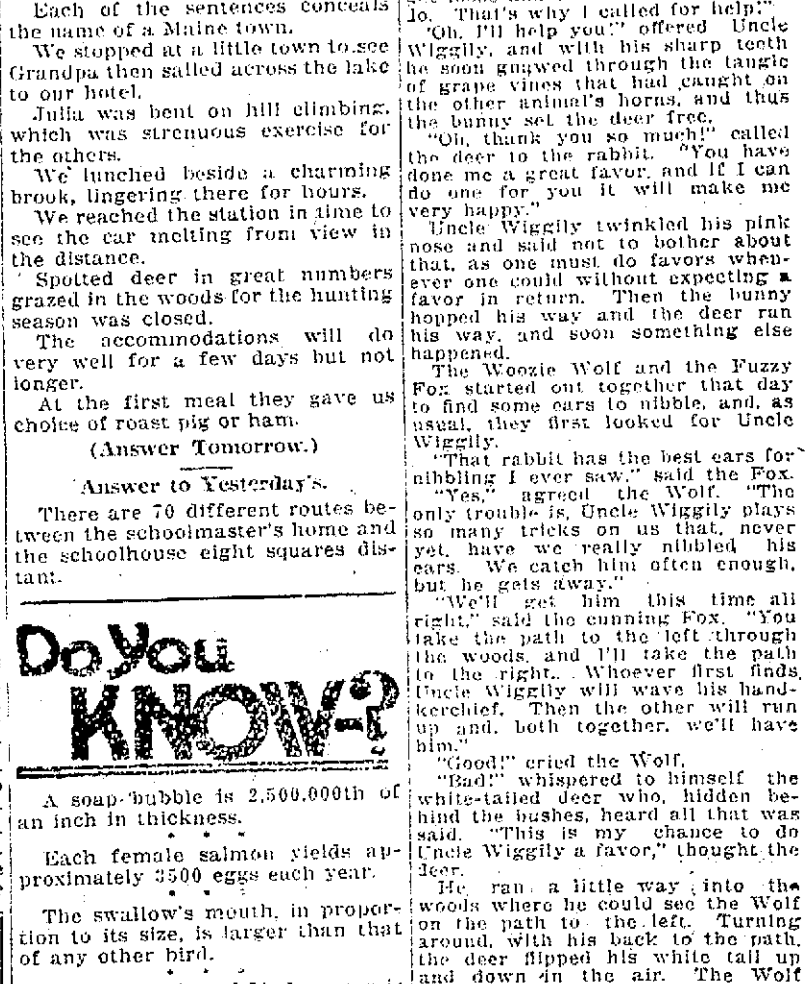 Each of the sentences conceals
the name of a Maine town.
We stopped at a little town to see
Grandpa then sailed across the lake
to our hotel.
Julia was bent on hill climbing,
which was strenuous exercise for
the others.
We lunched beside a charming
brook, lingering there for hours.
We reached the station in time to
see the car melting from view in
the distance.
Spotted deer in great numbers
grazed in the woods for the hunting
season was closed.
The accommodations will do
very well for a few days but not
longer.
At the first meal they gave us
choice of roast pig or ham.
(Answer Tomorrow.)
Answer to Yesterday's.
There are 70 different routes be-
tween the schoolmaster's home and
the schoolhouse eight squares dis-
tant.
Do You
KNOW-?
A soap-bubble is 2,500,000th of
an inch in thickness.
* * *
Each female salmon yields ap-
proximately 3500 eggs each year.
* * *
The swallow's mouth, in propor-
tion to its size, is larger than that
of any other bird.
* * *
lo. That's why I called for help!"
"Oh, I'll help you!" offered Uncle
Wiggily, and with his sharp teeth
he soon gnawed through the tangle
of grape vines that had caught on
the other animal's horns, and thus
the bunny set the deer free.
"Oh, thank you so much!" called
the deer to the rabbit. "You have
done me a great favor, and if I can
do one for you it will make me
very happy."
Uncle Wiggily twinkled his pink
nose and said not to bother about
that, as one must do favors when-
ever one could without expecting a
favor in return. Then the bunny
hopped his way and the deer run
his way, and soon something else
happened.
The Woozie Wolf and the Fuzzy
Fox started out together that day
to find some ears to nibble, and, as
usual, they first looked for Uncle
Wiggily.
"That rabbit has the best ears for
nibbling I ever saw," said the Fox.
"Yes," agreed the Wolf. "The
only trouble is, Uncle Wiggily plays
so many tricks on us that, never
yet, have we really nibbled his
ears. We catch him often enough,
but he gets away."
"We'll get him this time all
right," said the cunning Fox. "You
take the path to the left through
the woods, and I'll take the path
to the right. Whoever first finds
Uncle Wiggily will wave his hand-
kerchief. Then the other will run
up and, both together, we'll have
him."
"Good!" cried the Wolf.
"Bad!" whispered to himself the
white-tailed deer who, hidden be-
hind the bushes, heard all that was
said. "This is my chance to do
Uncle Wiggily a favor," thought the
deer.
He ran a little way into the
woods where he could see the Wolf
on the path to the left. Turning
around, with his back to the path,
the deer flipped his white tail up
and down in the air. The Wolf